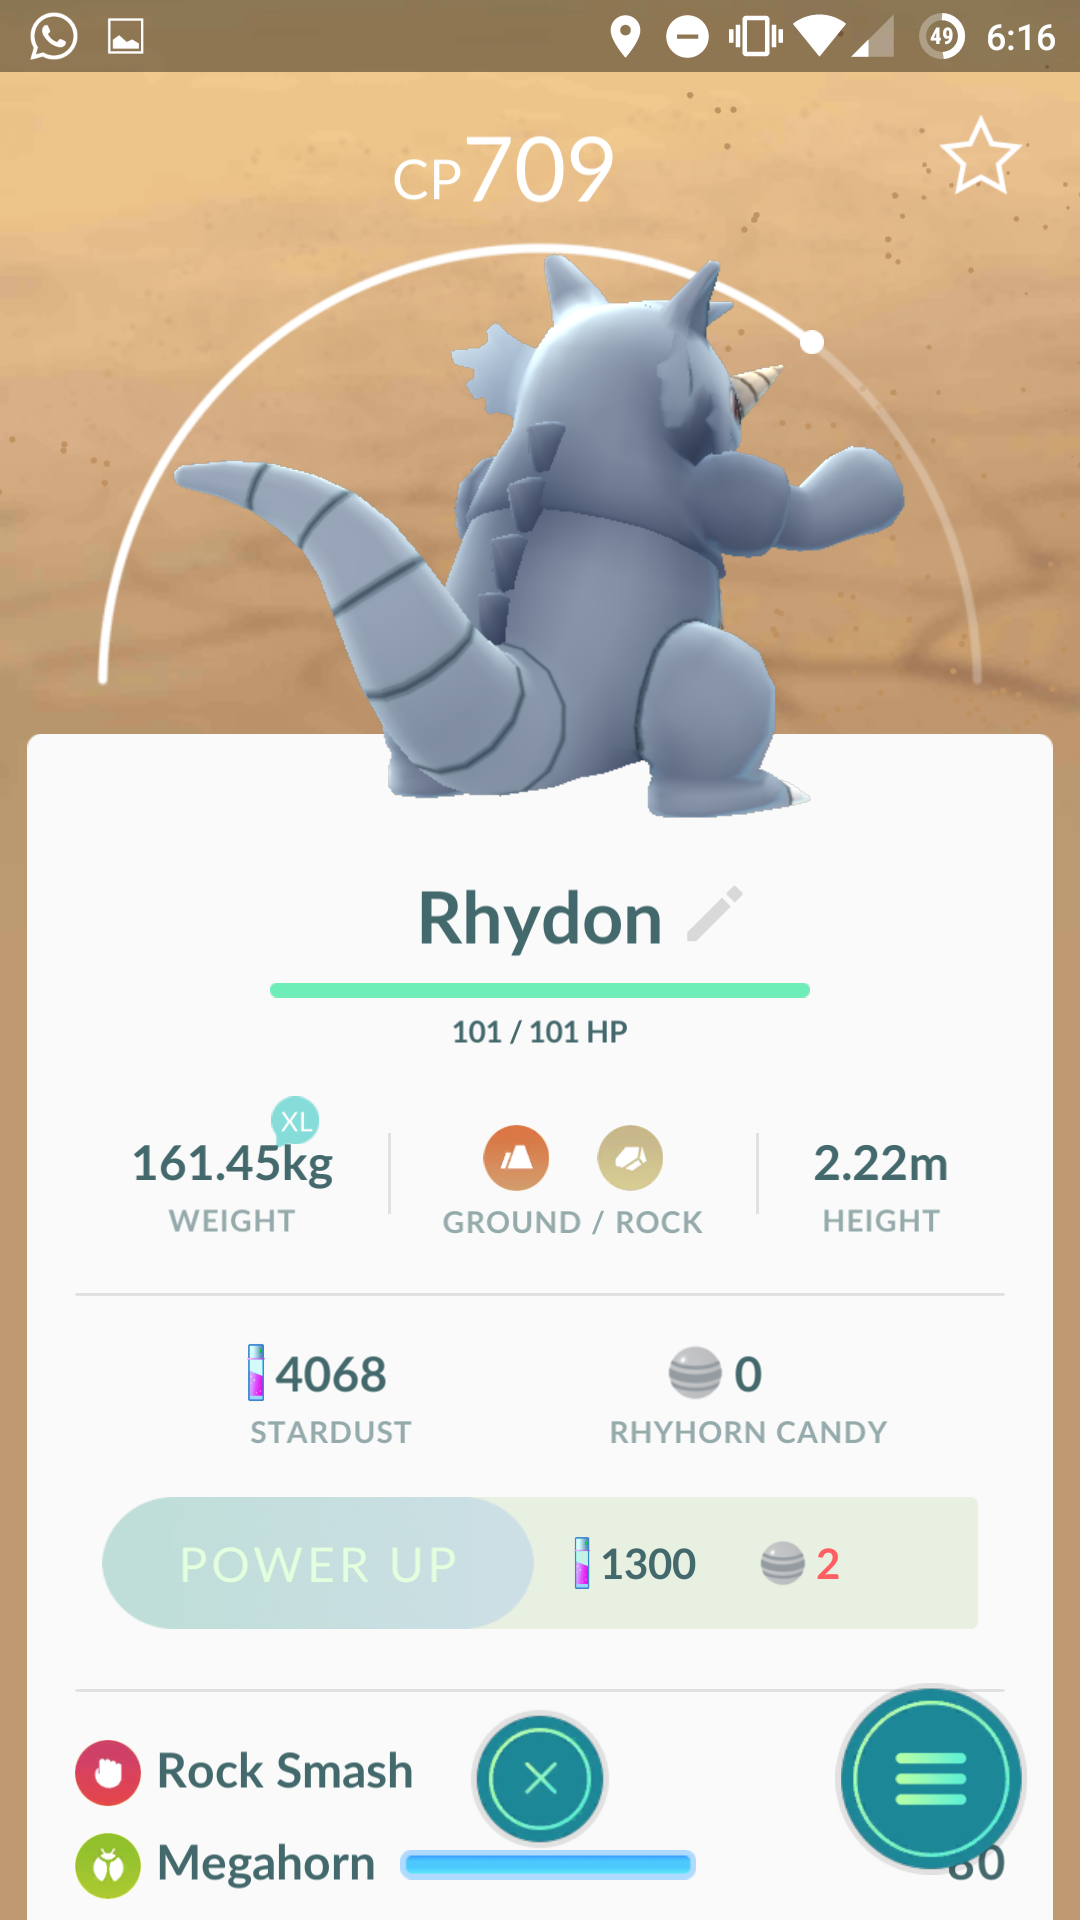 49 6:16
CP709
Rhydon
101 / 101 HP
XL
161.45kg
WEIGHT
GROUND / ROCK
2.22m
HEIGHT
4068
STARDUST
0
RHYHORN CANDY
POWER UP 1300 2
Rock Smash
Megahorn